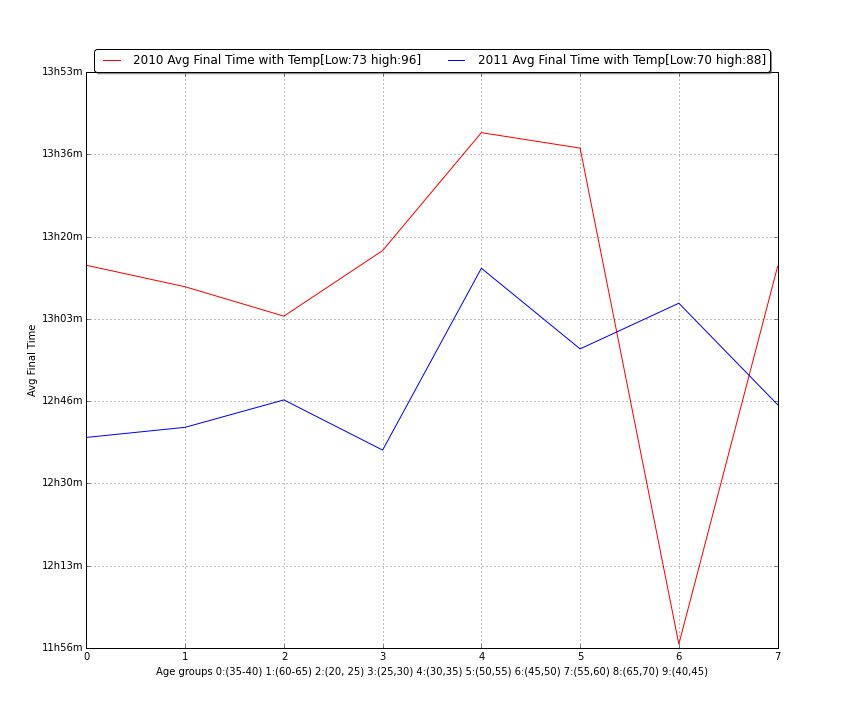 2010 Avg Final Time with Temp[Low:73 high:96] 2011 Avg Final Time with Temp[Low:70 high:88]
13h53m
13h36m
13h20m
13h03m
12h46m
12h30m
12h13m
11h56m
Avg Final Time
0 1 2 3 4 5 6 7
Age groups 0:(35-40) 1:(60-65) 2:(20, 25) 3:(25,30) 4:(30,35) 5:(50,55) 6:(45,50) 7:(55,60) 8:(65,70) 9:(40,45)